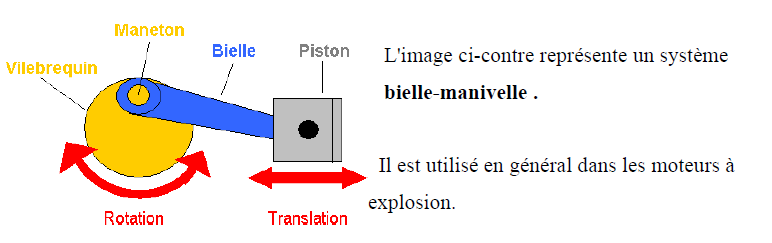 Maneton
Bielle
Piston
Vilebrequin
Rotation
Translation
L'image ci-contre représente un système
bielle-manivelle .
Il est utilisé en général dans les moteurs à
explosion.